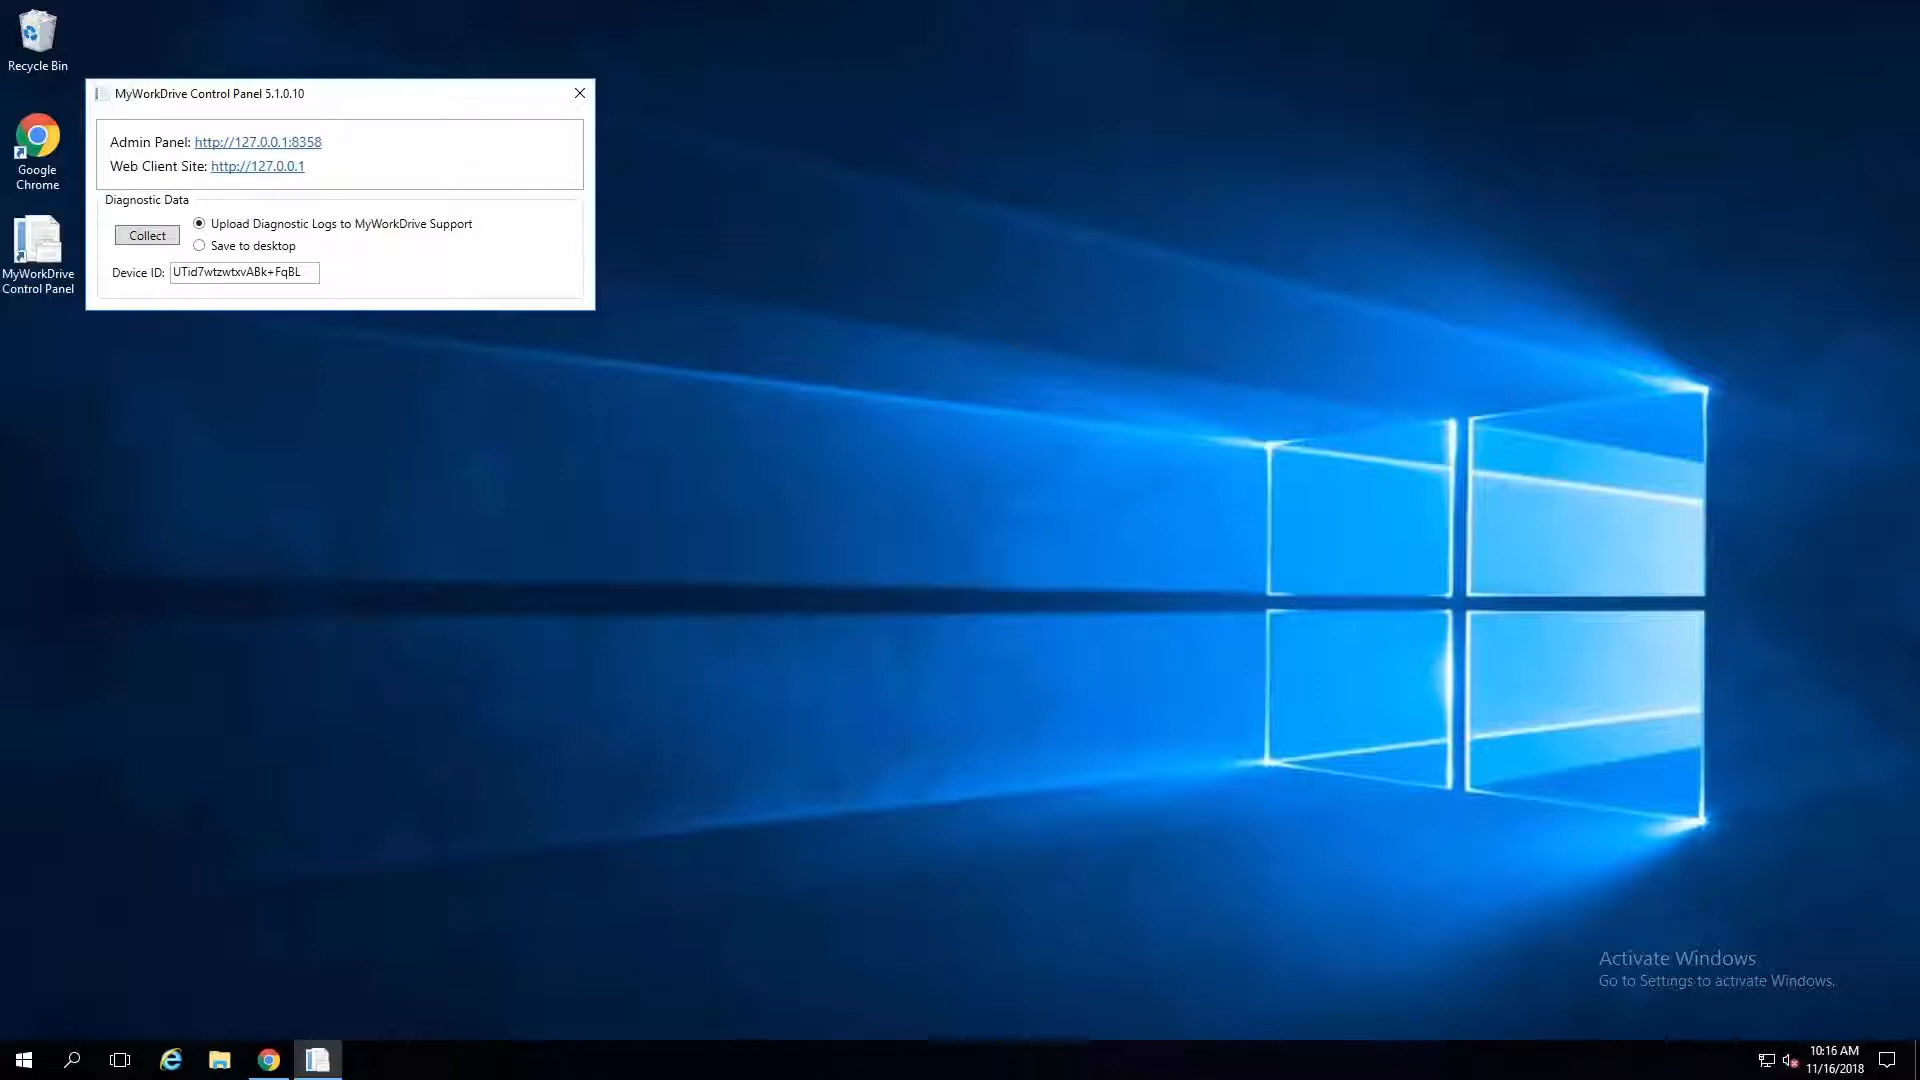 Recycle Bin
MyWorkDrive Control Panel 5.1.0.10
Admin Panel: http://127.0.0.1:8358
Web Client Site: http://127.0.0.1
Diagnostic Data
Collect
Upload Diagnostic Logs to MyWorkDrive Support
Save to desktop
Device ID: UTid7wtzwtxvABk+FqBL
Google
Chrome
MyWorkDrive
Control Panel
Activate Windows
Go to Settings to activate Windows.
10:16 AM
11/16/2018